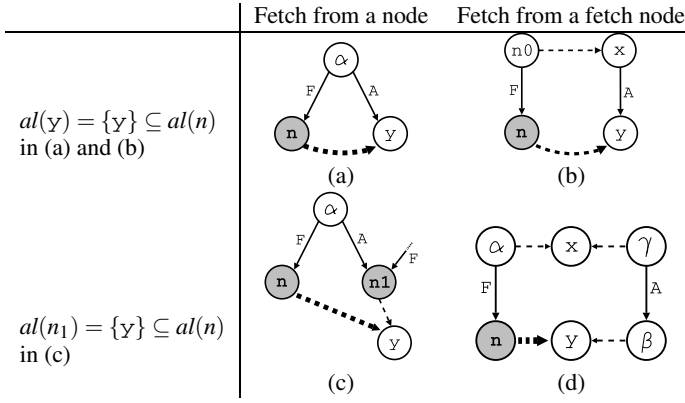 Fetch from a node Fetch from a fetch node
al(y) = {y} ⊆ al(n)
in (a) and (b)
α
F A
n y
(a)
n0 x
F A
n y
(b)
al(n₁) = {y} ⊆ al(n)
in (c)
α
F A F
n n1
y
(c)
α x γ
F A
n y β
(d)